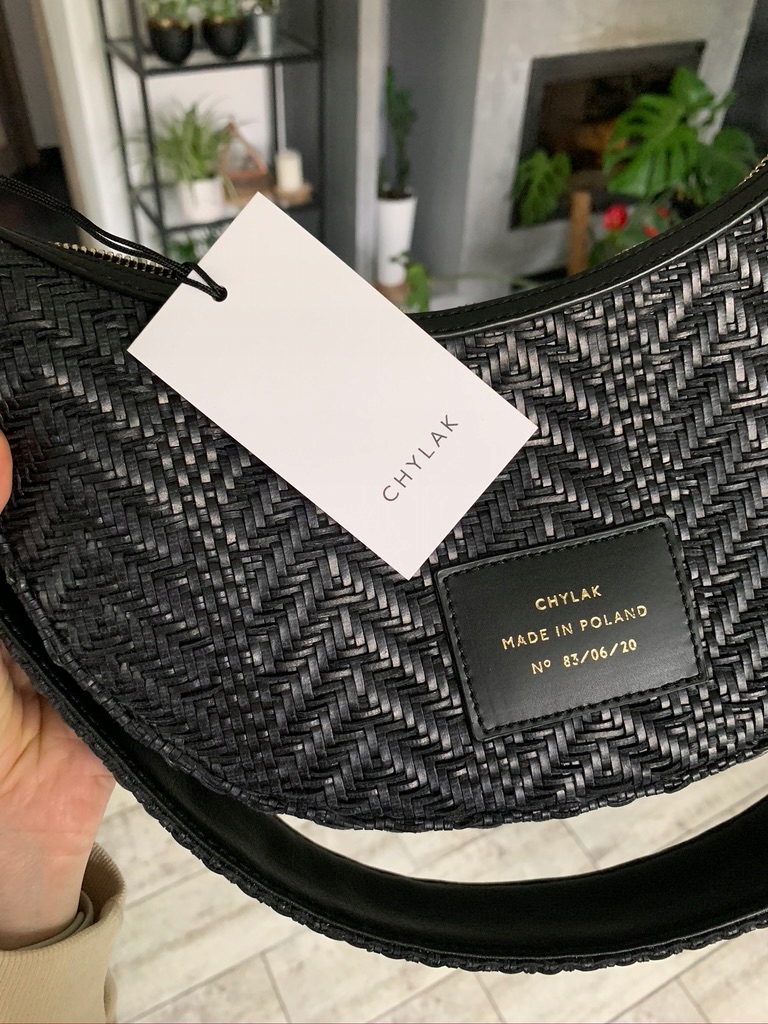 CHYLAK
CHYLAK
MADE IN POLAND
Nº 83/06/20